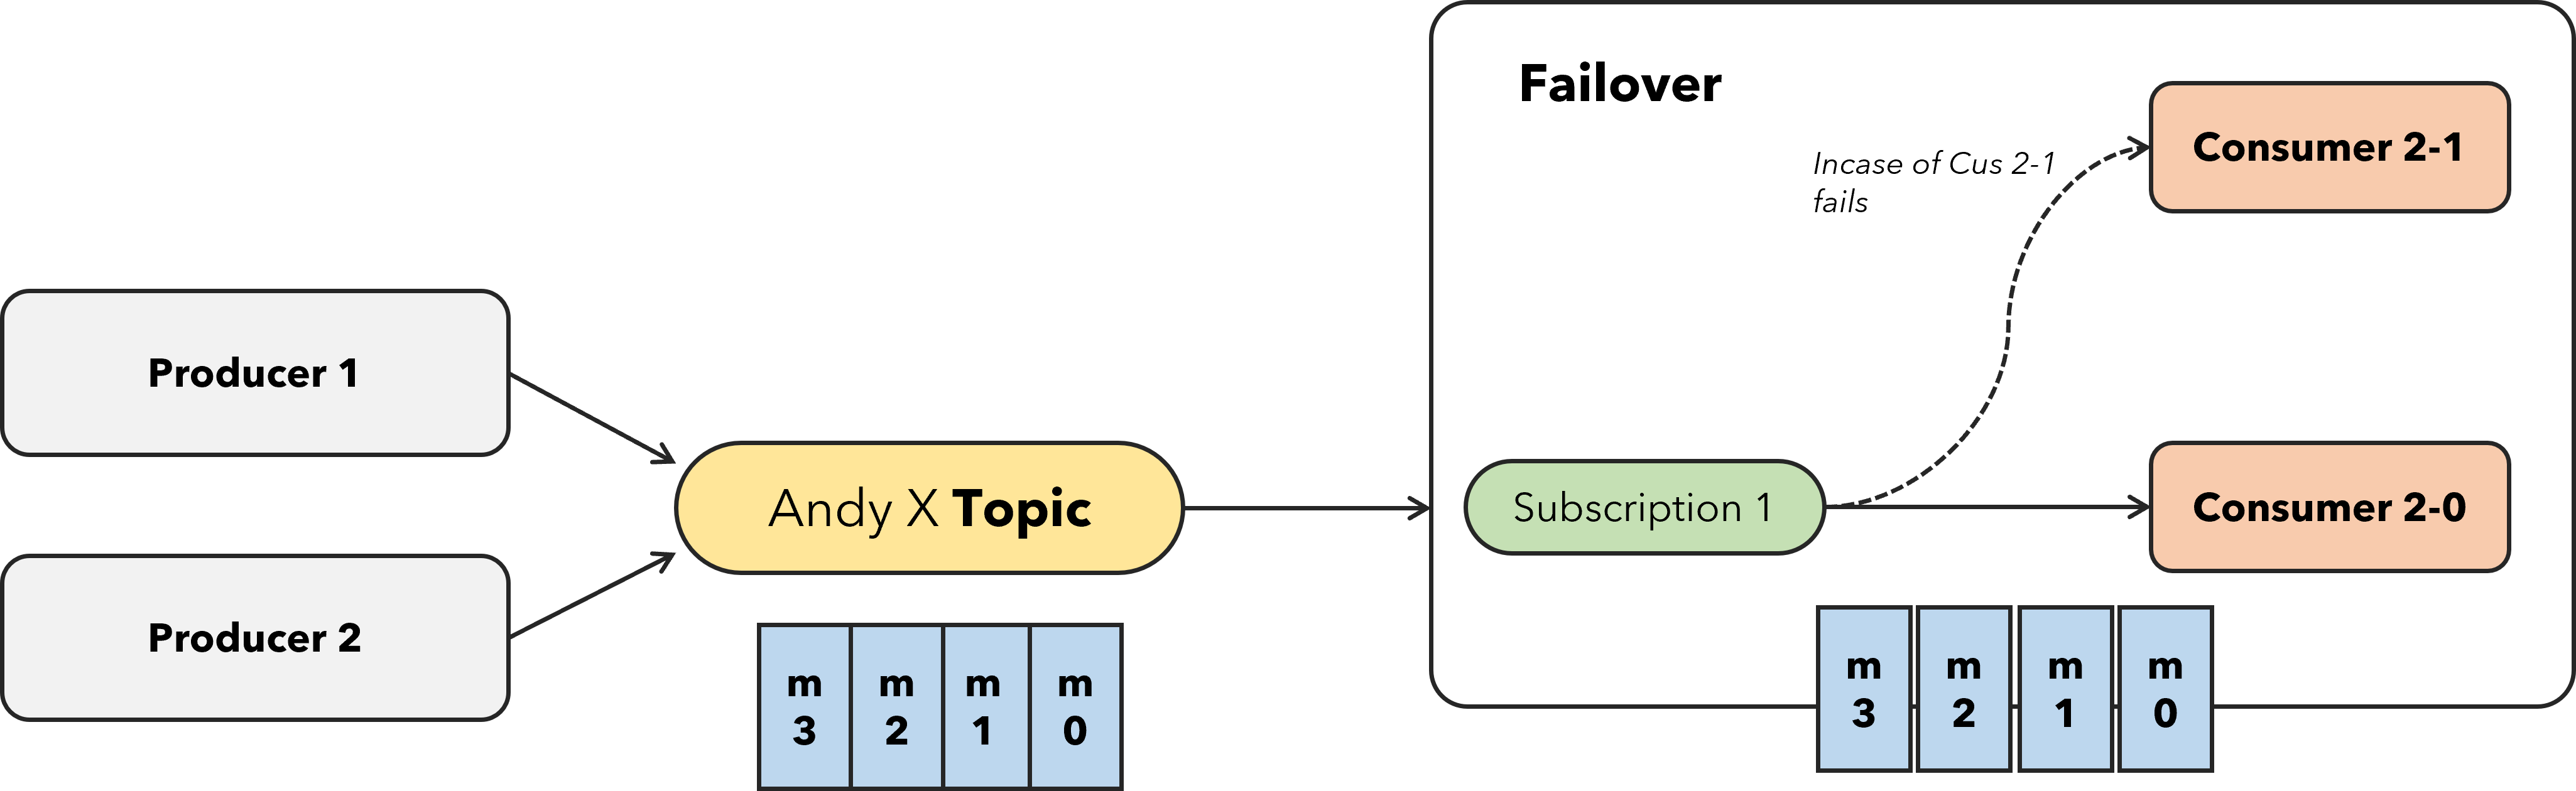 Failover
Consumer 2-1
Incase of Cus 2-1
fails
Producer 1
Andy X Topic
Subscription 1
Consumer 2-0
Producer 2
m m m m
3 2 1 0
m m m m
3 2 1 0